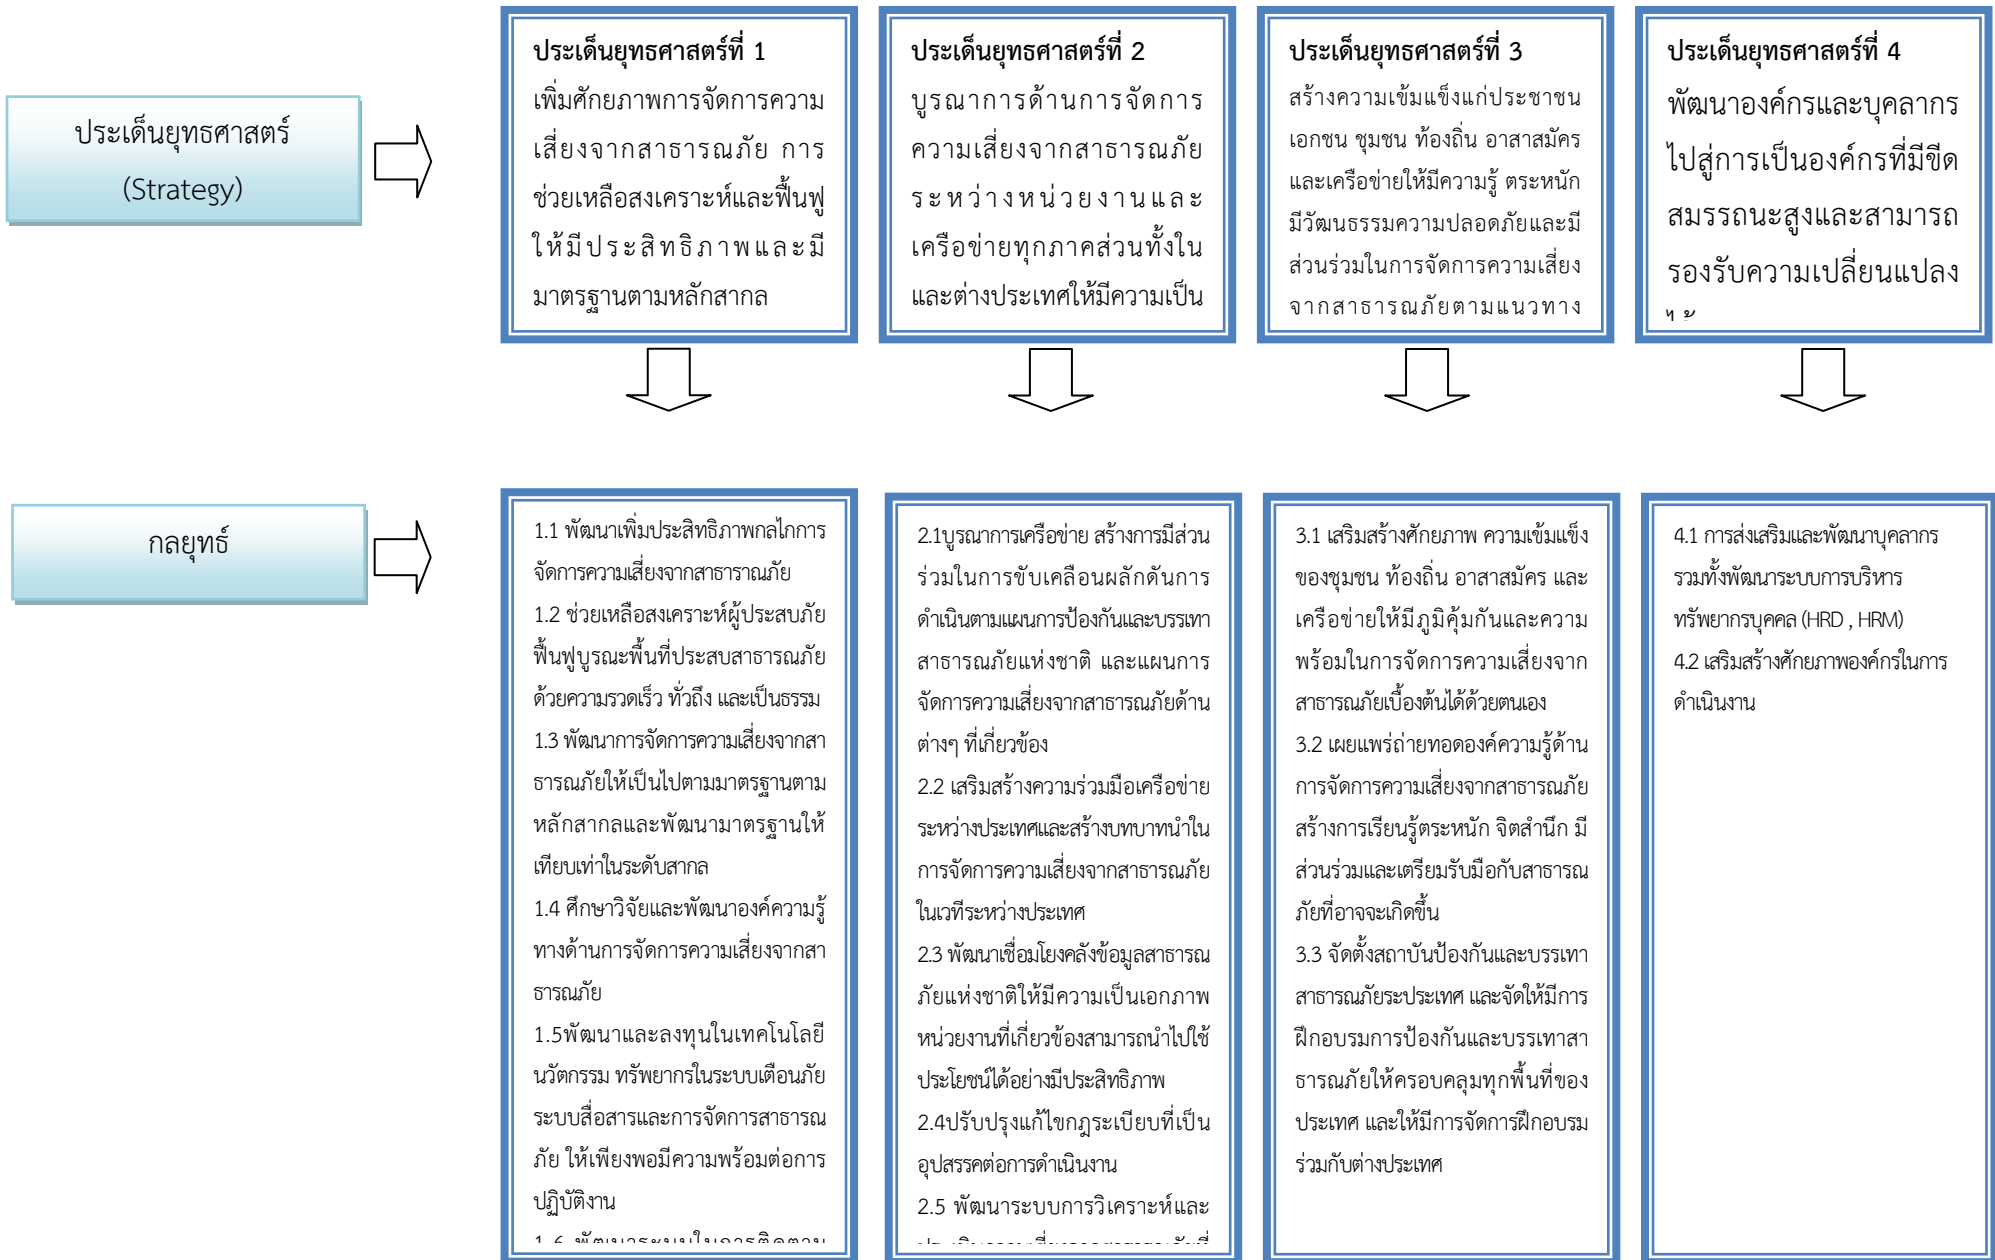 ประเด็นยุทธศาสตร์
(Strategy)
ประเด็นยุทธศาสตร์ที่ 1
เพิ่มศักยภาพการจัดการความ
เสี่ยงจากสาธารณภัย การ
ช่วยเหลือสงเคราะห์และฟื้นฟู
ให้มีประสิทธิภาพและมี
มาตรฐานตามหลักสากล
ประเด็นยุทธศาสตร์ที่ 2
บูรณาการด้านการจัดการ
ความเสี่ยงจากสาธารณภัย
ระหว่างหน่วยงานและ
เครือข่ายทุกภาคส่วนทั้งใน
และต่างประเทศให้มีความเป็น
ประเด็นยุทธศาสตร์ที่ 3
สร้างความเข้มแข็งแก่ประชาชน
เอกชน ชุมชน ท้องถิ่น อาสาสมัคร
และเครือข่ายให้มีความรู้ ตระหนัก
มีวัฒนธรรมความปลอดภัยและมี
ส่วนร่วมในการจัดการความเสี่ยง
จากสาธารณภัยตามแนวทาง
ประเด็นยุทธศาสตร์ที่ 4
พัฒนาองค์กรและบุคลากร
ไปสู่การเป็นองค์กรที่มีขีด
สมรรถนะสูงและสามารถ
รองรับความเปลี่ยนแปลง
กลยุทธ์
1.1 พัฒนาเพิ่มประสิทธิภาพกลไกการ
จัดการความเสี่ยงจากสาธาราณภัย
1.2 ช่วยเหลือสงเคราะห์ผู้ประสบภัย
ฟื้นฟูบูรณะพื้นที่ประสบสาธารณภัย
ด้วยความรวดเร็ว ทั่วถึง และเป็นธรรม
1.3 พัฒนาการจัดการความเสี่ยงจากสา
ธารณภัยให้เป็นไปตามมาตรฐานตาม
หลักสากลและพัฒนามาตรฐานให้
เทียบเท่าในระดับสากล
1.4 ศึกษาวิจัยและพัฒนาองค์ความรู้
ทางด้านการจัดการความเสี่ยงจากสา
ธารณภัย
1.5พัฒนาและลงทุนในเทคโนโลยี
นวัตกรรม ทรัพยากรในระบบเตือนภัย
ระบบสื่อสารและการจัดการสาธารณ
ภัย ให้เพียงพอมีความพร้อมต่อการ
ปฏิบัติงาน
1.6 พัฒนาระบบในการติดตาม
2.1บูรณาการเครือข่าย สร้างการมีส่วน
ร่วมในการขับเคลือนผลักดันการ
ดำเนินตามแผนการป้องกันและบรรเทา
สาธารณภัยแห่งชาติ และแผนการ
จัดการความเสี่ยงจากสาธารณภัยด้าน
ต่างๆ ที่เกี่ยวข้อง
2.2 เสริมสร้างความร่วมมือเครือข่าย
ระหว่างประเทศและสร้างบทบาทนำใน
การจัดการความเสี่ยงจากสาธารณภัย
ในเวทีระหว่างประเทศ
2.3 พัฒนาเชื่อมโยงคลังข้อมูลสาธารณ
ภัยแห่งชาติให้มีความเป็นเอกภาพ
หน่วยงานที่เกี่ยวข้องสามารถนำไปใช้
ประโยชน์ได้อย่างมีประสิทธิภาพ
2.4ปรับปรุงแก้ไขกฎระเบียบที่เป็น
อุปสรรคต่อการดำเนินงาน
2.5 พัฒนาระบบการวิเคราะห์และ
ประเมินความเสี่ยงจากสาธารณภัยที่
3.1 เสริมสร้างศักยภาพ ความเข้มแข็ง
ของชุมชน ท้องถิ่น อาสาสมัคร และ
เครือข่ายให้มีภูมิคุ้มกันและความ
พร้อมในการจัดการความเสี่ยงจาก
สาธารณภัยเบื้องต้นได้ด้วยตนเอง
3.2 เผยแพร่ถ่ายทอดองค์ความรู้ด้าน
การจัดการความเสี่ยงจากสาธารณภัย
สร้างการเรียนรู้ตระหนัก จิตสำนึก มี
ส่วนร่วมและเตรียมรับมือกับสาธารณ
ภัยที่อาจจะเกิดขึ้น
3.3 จัดตั้งสถาบันป้องกันและบรรเทา
สาธารณภัยระประเทศ และจัดให้มีการ
ฝึกอบรมการป้องกันและบรรเทาสา
ธารณภัยให้ครอบคลุมทุกพื้นที่ของ
ประเทศ และให้มีการจัดการฝึกอบรม
ร่วมกับต่างประเทศ
4.1 การส่งเสริมและพัฒนาบุคลากร
รวมทั้งพัฒนาระบบการบริหาร
ทรัพยากรบุคคล (HRD , HRM)
4.2 เสริมสร้างศักยภาพองค์กรในการ
ดำเนินงาน